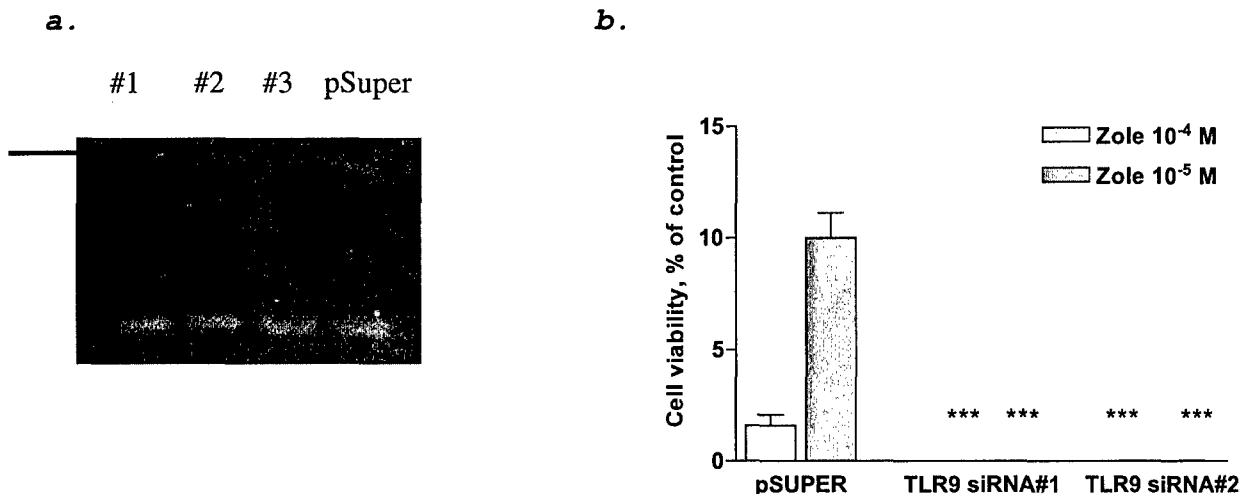 a.
#1 #2 #3 pSuper
b.
Cell viability, % of control
15
10
5
0
Zole 10⁻⁴ M
Zole 10⁻⁵ M
*** *** *** ***
pSUPER TLR9 siRNA#1 TLR9 siRNA#2